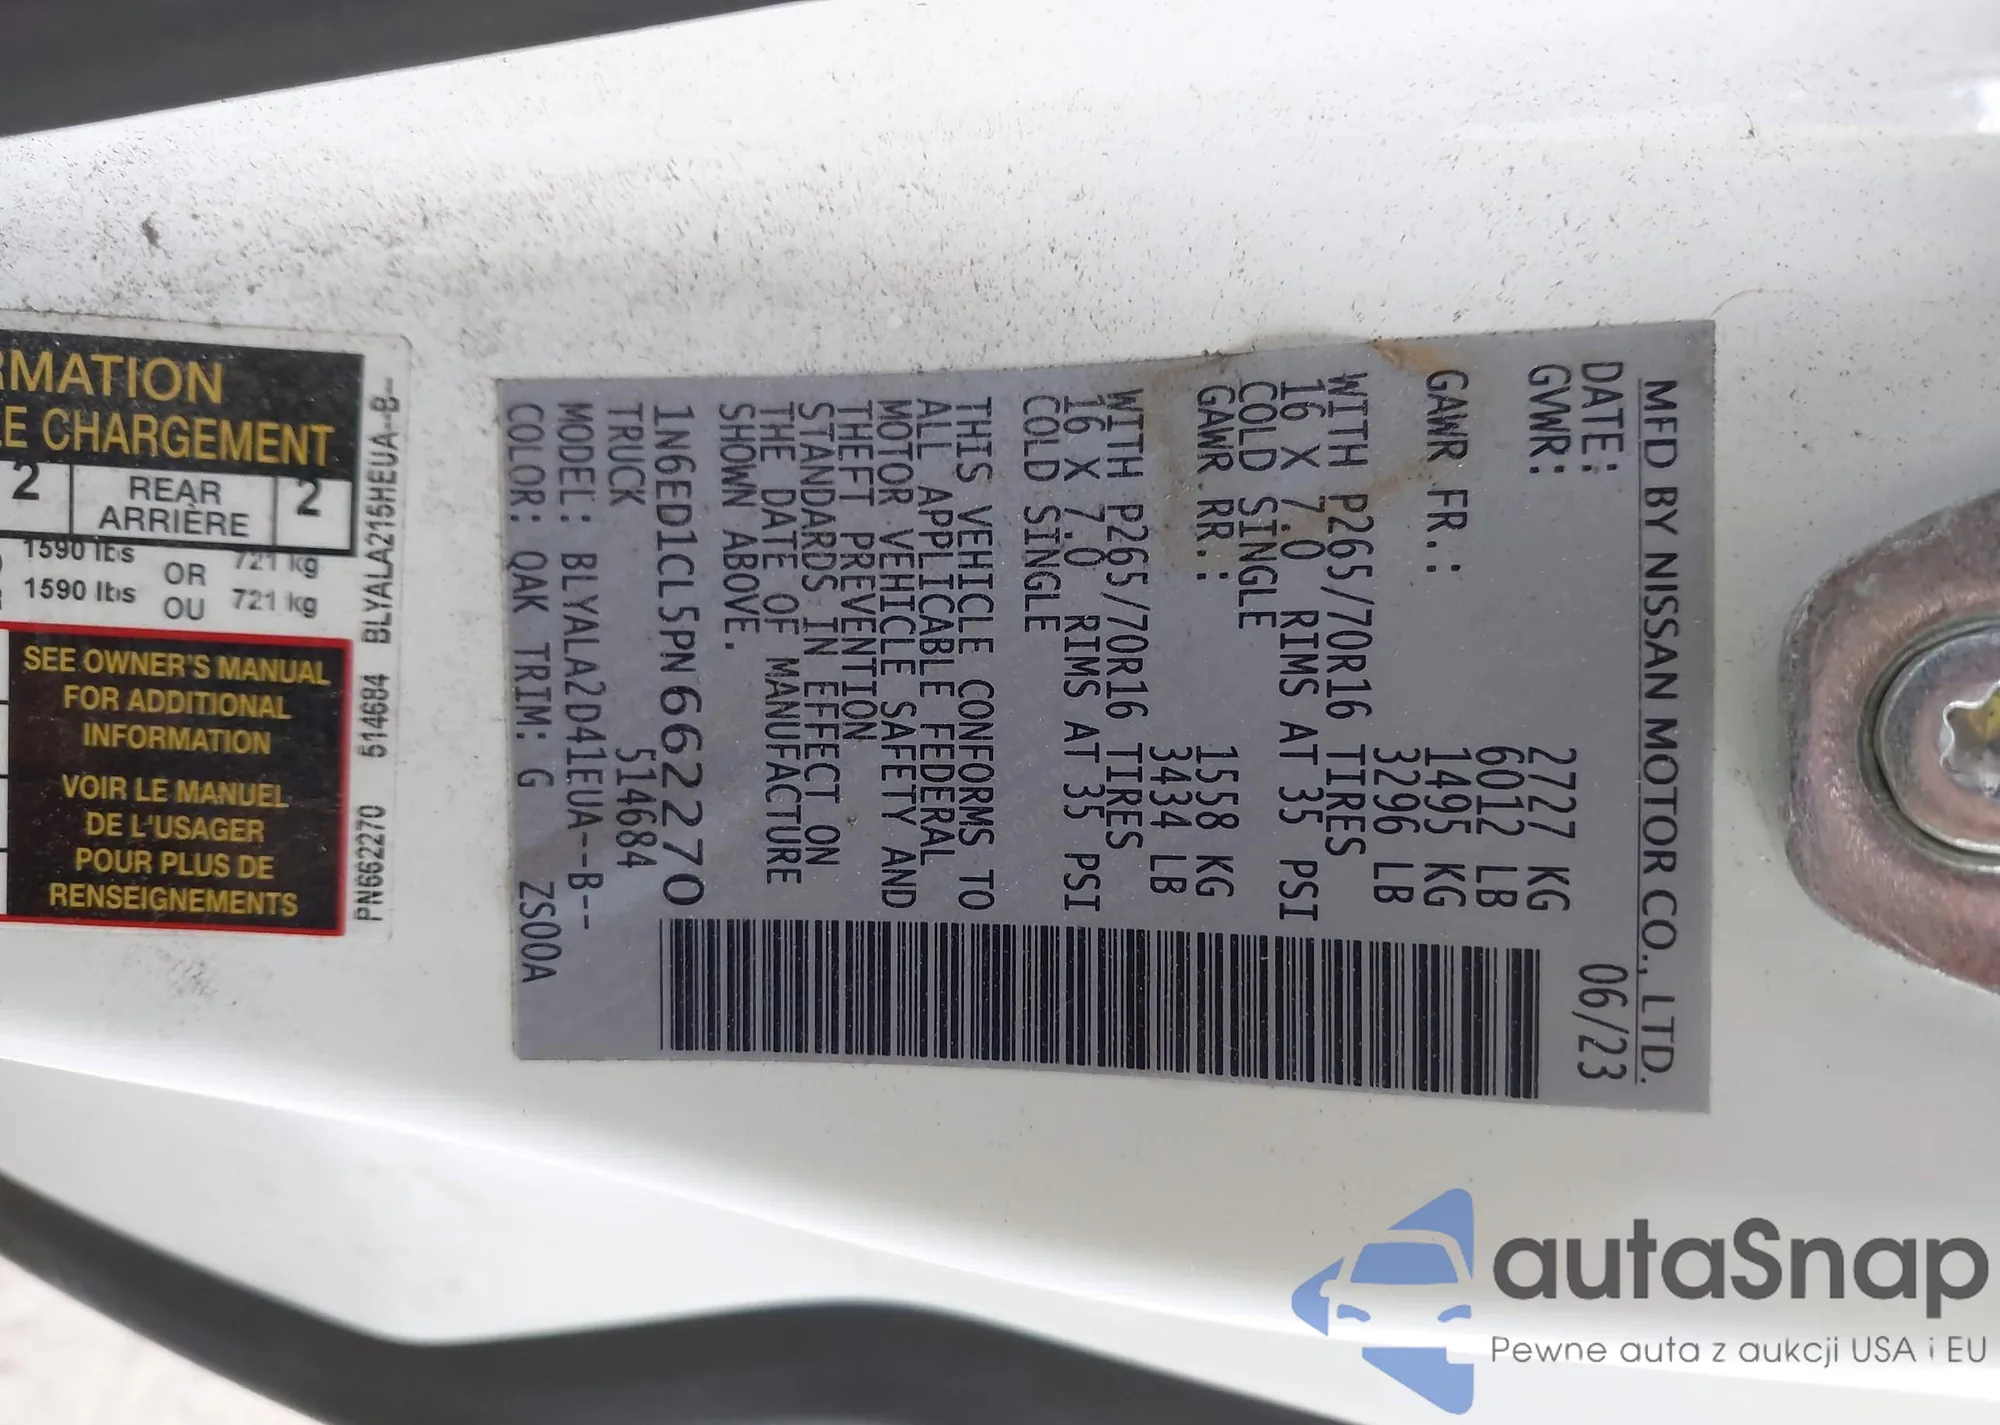 MFD BY NISSAN MOTOR CO., LTD.
DATE: 06/23
GVWR: 2727 KG
6012 LB
GAWR FR.: 1495 KG
3296 LB
WITH P265/70R16 TIRES
16 X 7.0 RIMS AT 35 PSI
COLD SINGLE
GAWR RR.: 1558 KG
3434 LB
WITH P265/70R16 TIRES
16 X 7.0 RIMS AT 35 PSI
COLD SINGLE
THIS VEHICLE CONFORMS TO
ALL APPLICABLE FEDERAL
MOTOR VEHICLE SAFETY AND
THEFT PREVENTION
STANDARDS IN EFFECT ON
THE DATE OF MANUFACTURE
SHOWN ABOVE.
1N6ED1CL5PN662270
TRUCK 514684
MODEL: BLYALA2D41EUA--B--
COLOR: QAK TRIM: G ZS00A
RMATION
LE CHARGEMENT
2 REAR 2
ARRIÈRE
1590 lbs OR 721 kg
1590 lbs OU 721 kg
SEE OWNER'S MANUAL
FOR ADDITIONAL
INFORMATION
VOIR LE MANUEL
DE L'USAGER
POUR PLUS DE
RENSEIGNEMENTS
PN662270 514684 BLYALA215HEUA-B-
autaSnap
Pewne auta z aukcji USA i EU